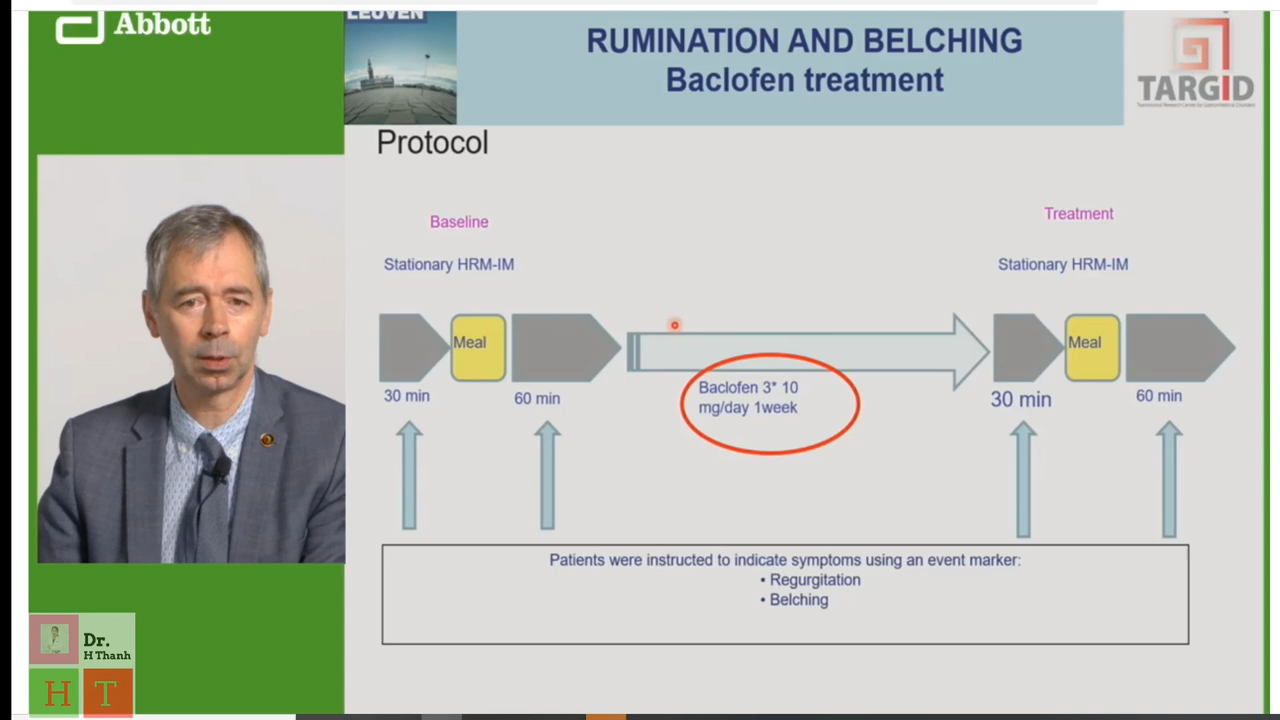 Abbott
LEUVEN
RUMINATION AND BELCHING
Baclofen treatment
TARGID
Protocol
Baseline
Treatment
Stationary HRM-IM
Stationary HRM-IM
Meal
Meal
30 min
60 min
Baclofen 3* 10
mg/day 1week
30 min
60 min
Patients were instructed to indicate symptoms using an event marker:
• Regurgitation
• Belching
Dr.
H Thanh
H T